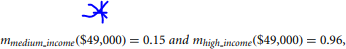 m_medium_income($49,000) = 0.15 and m_high_income($49,000) = 0.96,